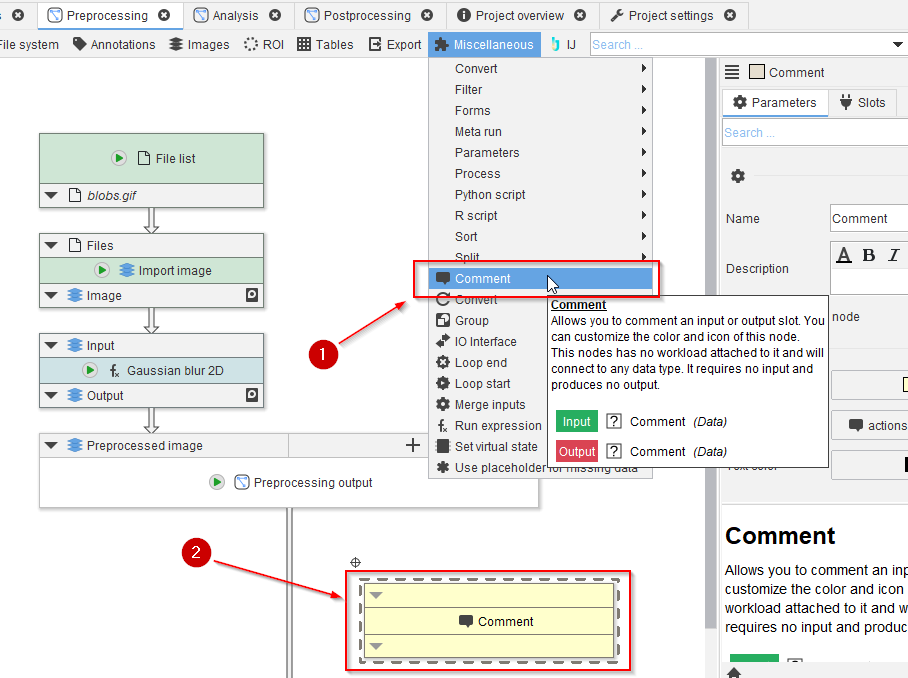 Preprocessing
Analysis
Postprocessing
Project overview
Project settings
File system
Annotations
Images
ROI
Tables
Export
Miscellaneous
IJ
Search ...
Convert
Filter
Forms
Meta run
Parameters
Process
Python script
R script
Sort
Split
Comment
Convert
Group
IO Interface
Loop end
Loop start
Merge inputs
Run expression
Set virtual state
Use placeholder for missing data
Comment
Allows you to comment an input or output slot. You
can customize the color and icon of this node.
This nodes has no workload attached to it and will
connect to any data type. It requires no input and
produces no output.
Input ? Comment (Data)
Output ? Comment (Data)
File list
blobs.gif
Files
Import image
Image
Input
Gaussian blur 2D
Output
Preprocessed image
Preprocessing output
1
2
Comment
Comment
Parameters
Slots
Search ...
Name
Comment
Description
A B I
node
actions
Text color
Comment
Allows you to comment an inp
customize the color and icon
workload attached to it and w
requires no input and produc